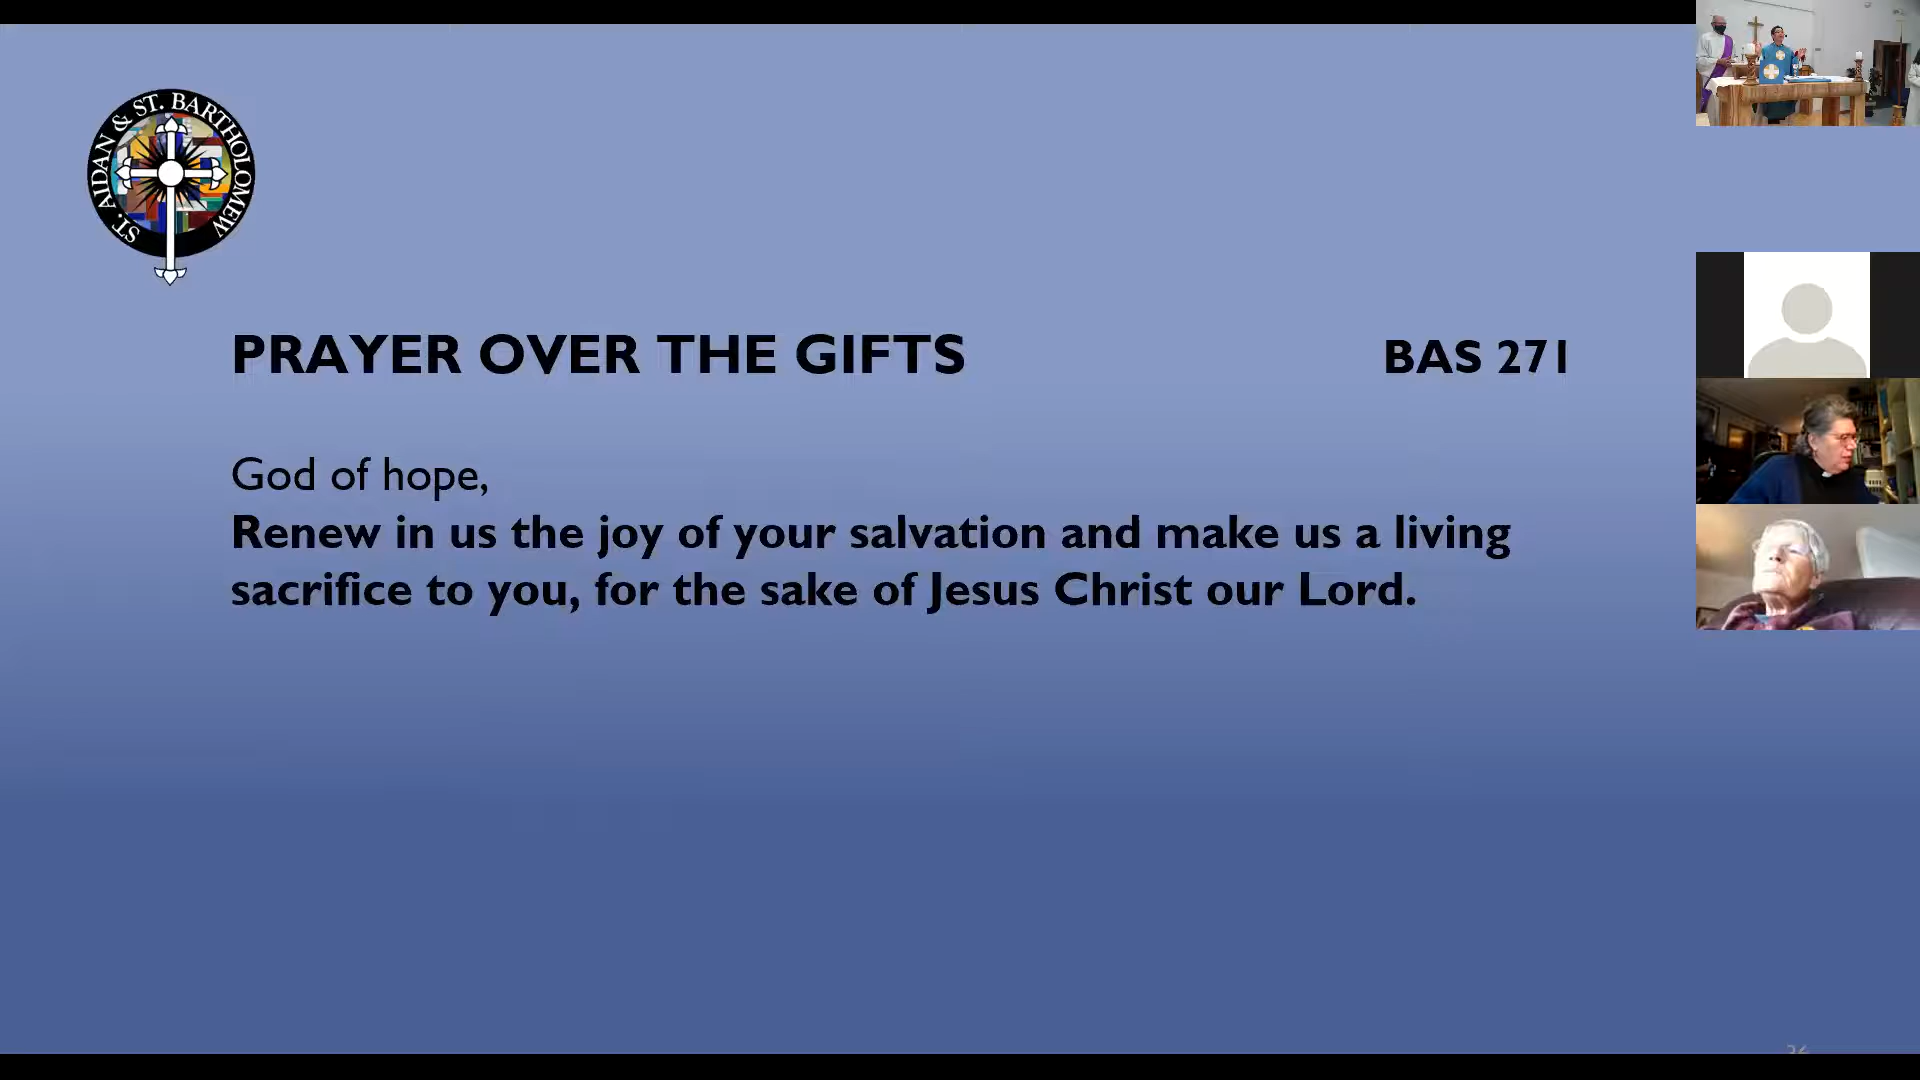 ST. AIDAN & ST. BARTHOLOMEW
PRAYER OVER THE GIFTS BAS 271
God of hope,
Renew in us the joy of your salvation and make us a living
sacrifice to you, for the sake of Jesus Christ our Lord.